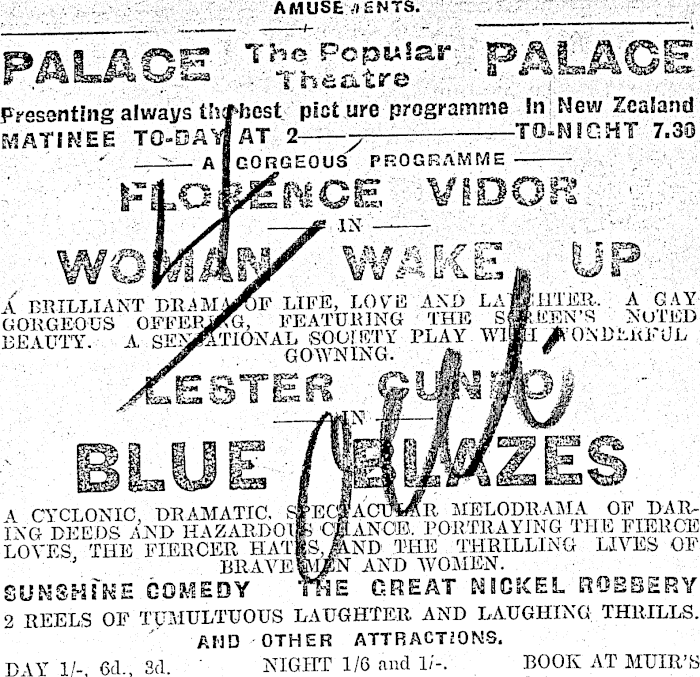 AMUSEMENTS.
PALACE The Popular Theatre PALACE
Presenting always the best picture programme In New Zealand
MATINEE TO-DAY AT 2 TO-NIGHT 7.30
A GORGEOUS PROGRAMME
FLORENCE VIDOR
IN
WOMAN WAKE UP
A BRILLIANT DRAMA OF LIFE, LOVE AND LAUGHTER. A GAY
GORGEOUS OFFERING, FEATURING THE SCREEN'S NOTED
BEAUTY. A SENSATIONAL SOCIETY PLAY WITH WONDERFUL
GOWNING.
LESTER CUNEO
IN
BLUE BLAZES
A CYCLONIC, DRAMATIC, SPECTACULAR MELODRAMA OF DAR-
ING DEEDS AND HAZARDOUS CHANCE. PORTRAYING THE FIERCE
LOVES, THE FIERCER HATES, AND THE THRILLING LIVES OF
BRAVE MEN AND WOMEN.
SUNSHINE COMEDY THE GREAT NICKEL ROBBERY
2 REELS OF TUMULTUOUS LAUGHTER AND LAUGHING THRILLS.
AND OTHER ATTRACTIONS.
DAY 1/-, 6d., 3d. NIGHT 1/6 and 1/-. BOOK AT MUIR'S